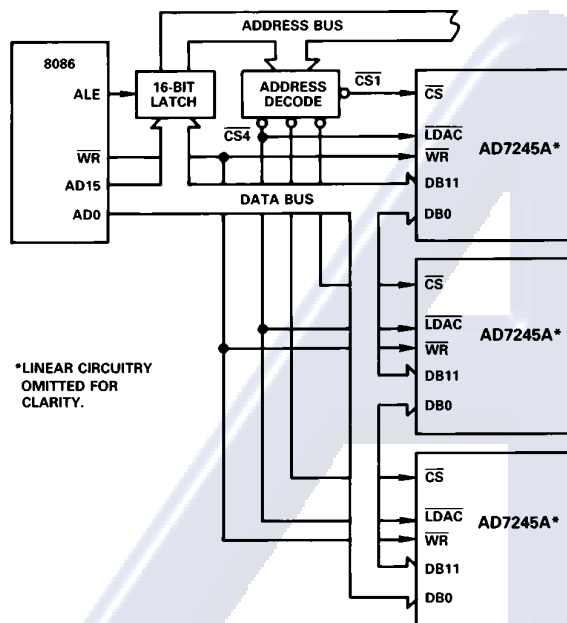 ADDRESS BUS
8086
ALE
16-BIT
LATCH
ADDRESS
DECODE
CS1
CS
CS4
LDAC
WR
WR
AD7245A*
AD15
DB11
AD0
DATA BUS
DB0
CS
LDAC
AD7245A*
WR
*LINEAR CIRCUITRY
OMITTED FOR
CLARITY.
DB11
DB0
CS
LDAC
AD7245A*
WR
DB11
DB0